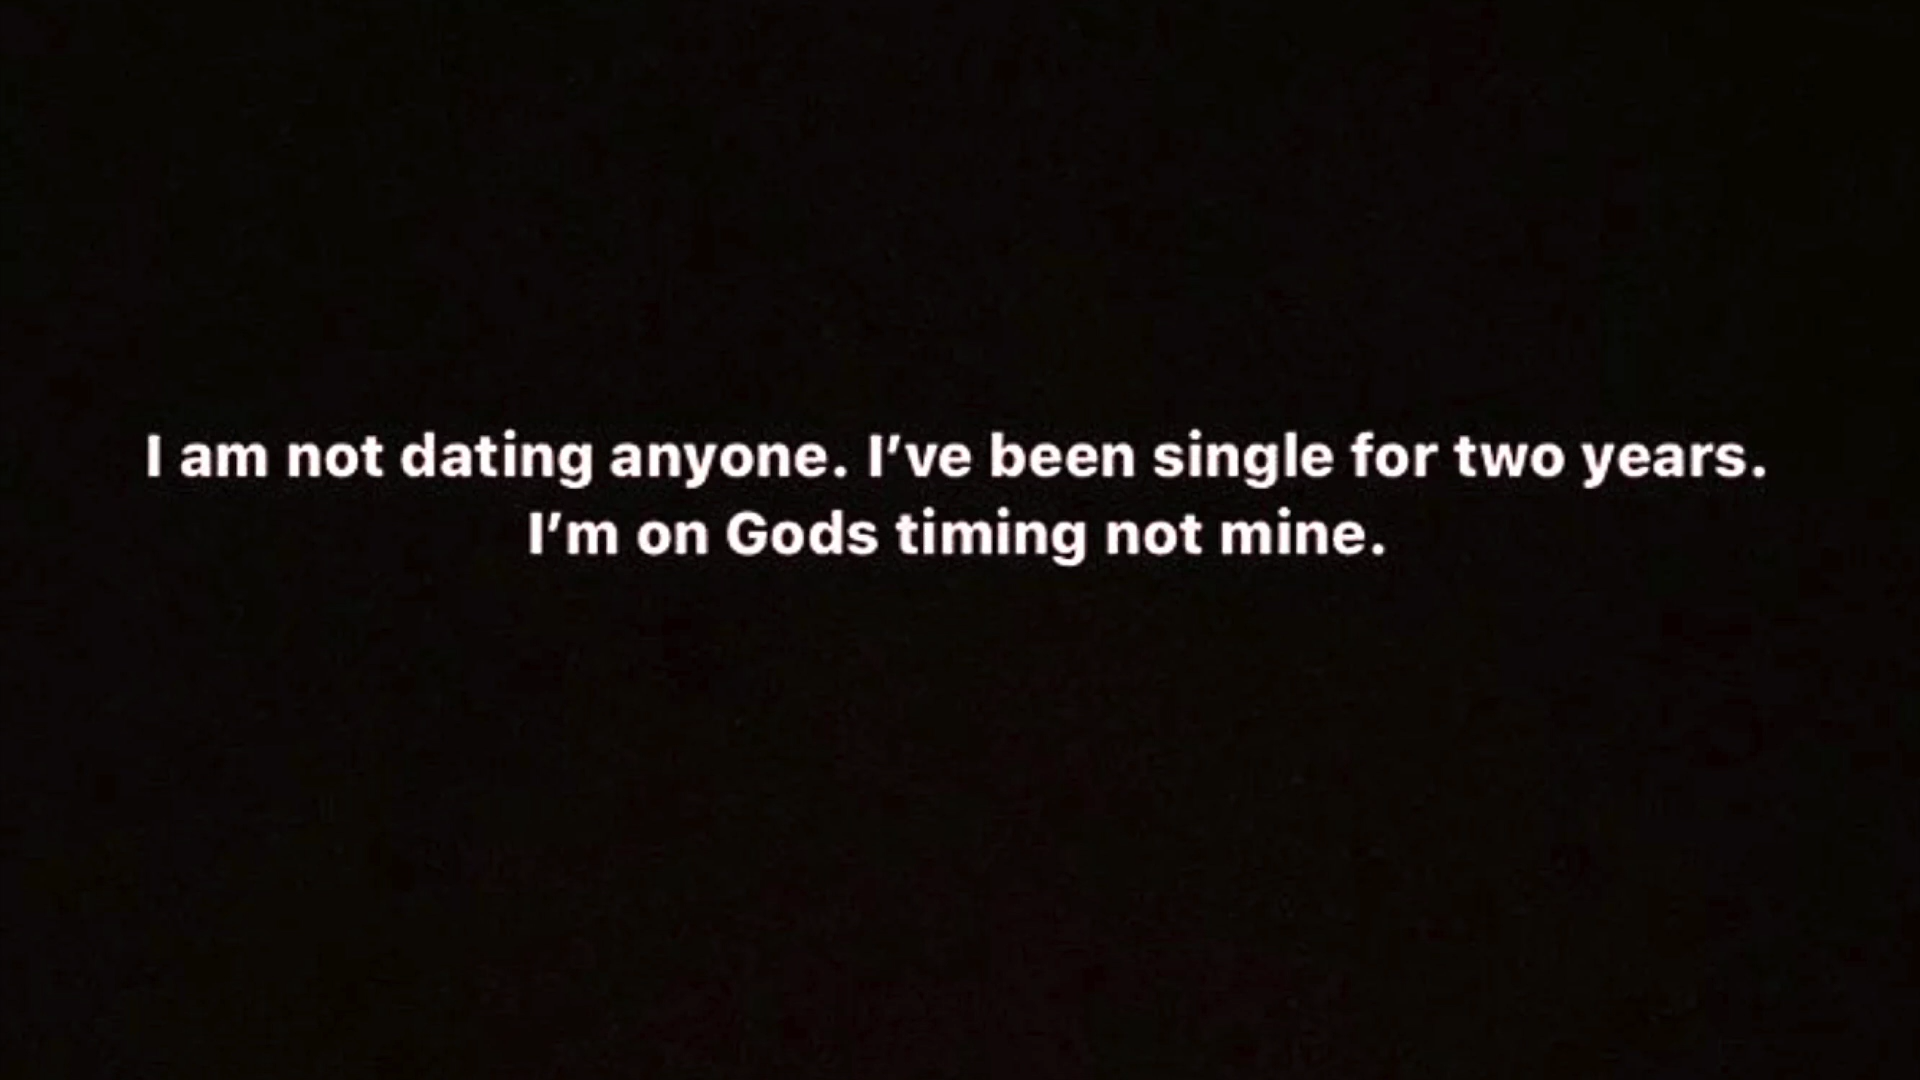 I am not dating anyone. I’ve been single for two years.
I’m on Gods timing not mine.